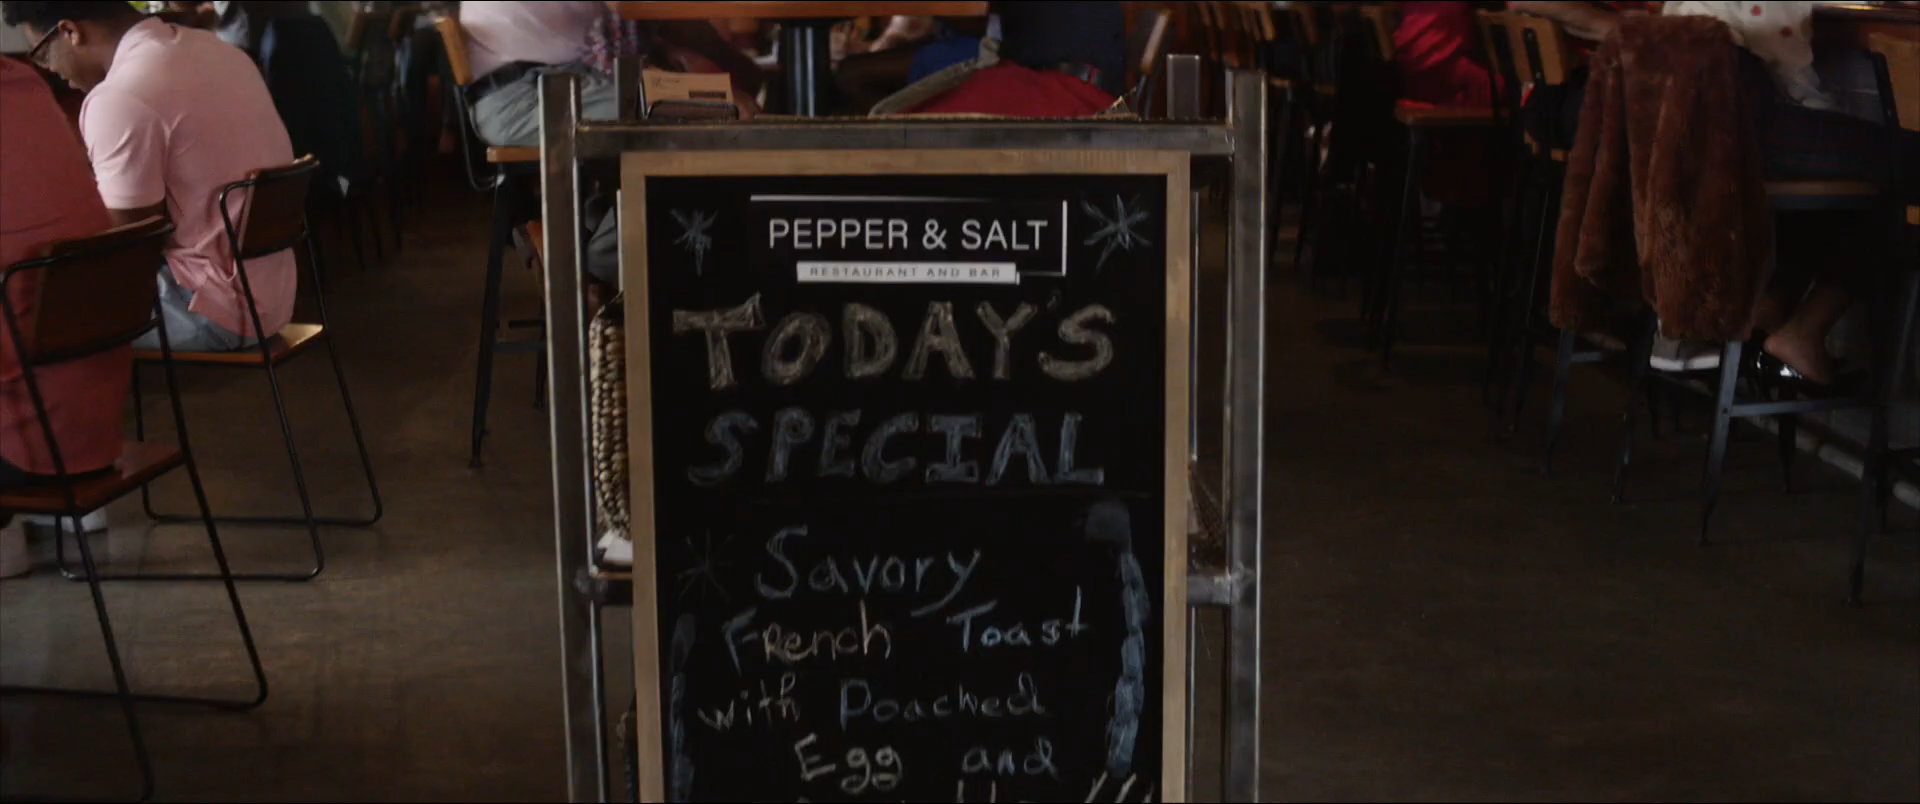 PEPPER & SALT
RESTAURANT AND BAR
TODAY'S
SPECIAL
Savory
French Toast
with Poached
Egg and